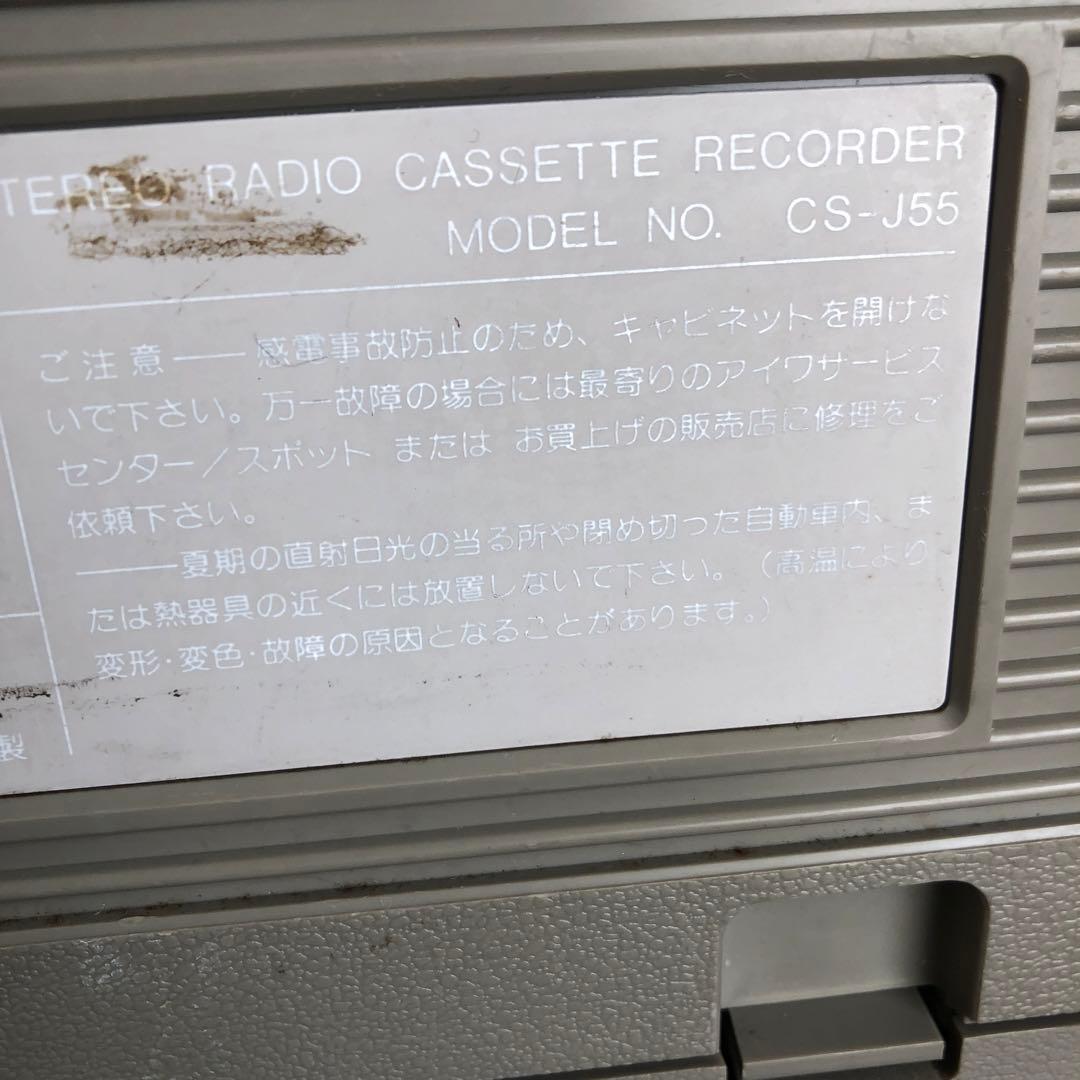 TEREO RADIO CASSETTE RECORDER
MODEL NO. CS-J55
ご注意──感電事故防止のため、キャビネットを開けな
いで下さい。万一故障の場合には最寄りのアイワサービス
センター/スポット または お買上げの販売店に修理をご
依頼下さい。
───夏期の直射日光の当る所や閉め切った自動車内、ま
たは熱器具の近くには放置しないで下さい。(高温により
変形・変色・故障の原因となることがあります。)
製